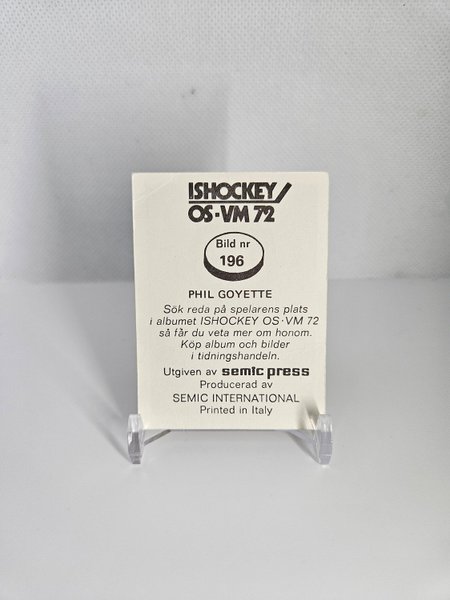 ISHOCKEY
OS·VM 72
Bild nr
196
PHIL GOYETTE
Sök reda på spelarens plats
i albumet ISHOCKEY OS·VM 72
så får du veta mer om honom.
Köp album och bilder
i tidningshandeln.
Utgiven av semic press
Producerad av
SEMIC INTERNATIONAL
Printed in Italy